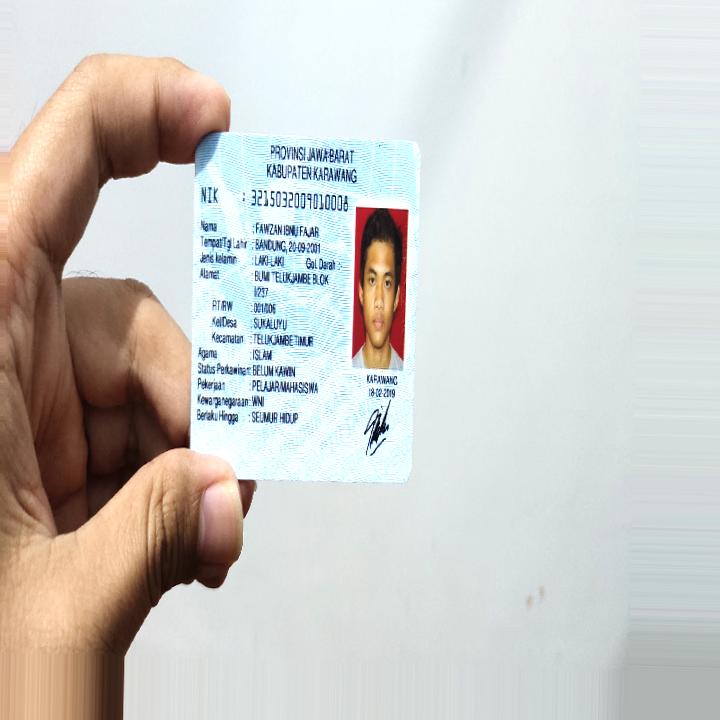 PROVINSI JAWA BARAT
KABUPATEN KARAWANG
NIK : 3215032009010008
Nama : FAWZAN IBNU FAJAR
Tempat/Tgl Lahir : BANDUNG, 20-09-2001
Jenis kelamin : LAKI-LAKI Gol. Darah : -
Alamat : BUMI TELUKJAMBE BLOK
I/237
RT/RW : 001/006
Kel/Desa : SUKALUYU
Kecamatan : TELUKJAMBE TIMUR
Agama : ISLAM
Status Perkawinan: BELUM KAWIN
Pekerjaan : PELAJAR/MAHASISWA
Kewarganegaraan: WNI
Berlaku Hingga : SEUMUR HIDUP
KARAWANG
18-02-2019